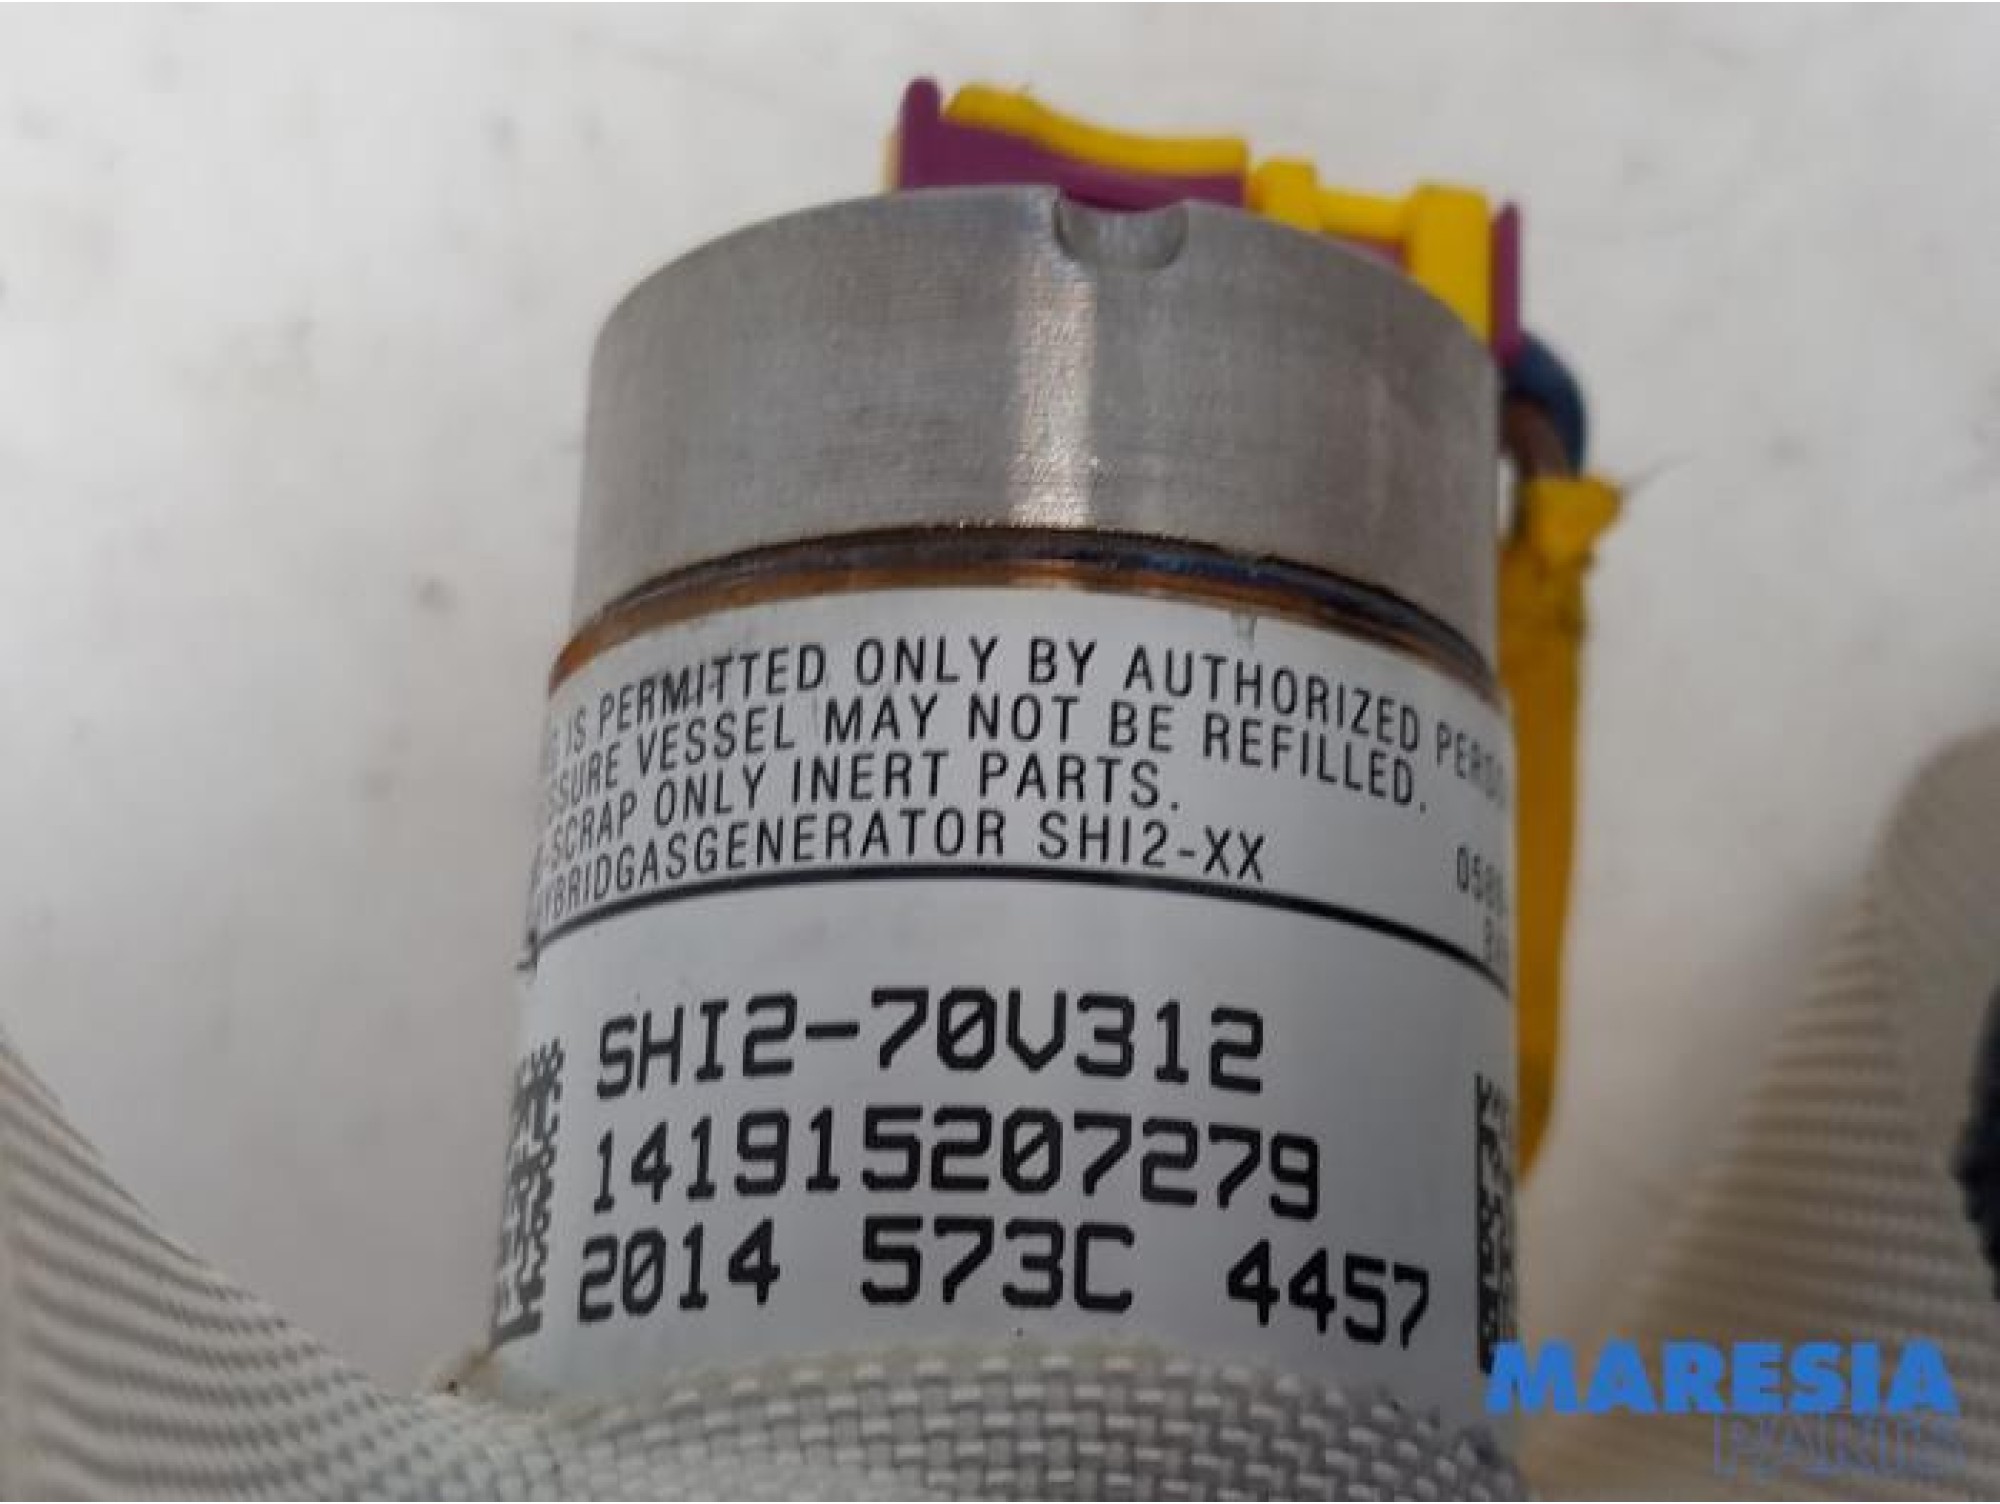 IS PERMITTED ONLY BY AUTHORIZED
VESSEL MAY NOT BE REFILLED.
SCRAP ONLY INERT PARTS.
HYBRIDGASGENERATOR SHI2-XX
SHI2-70V312
141915207279
2014 573C 4457
MARESIA
PARTS